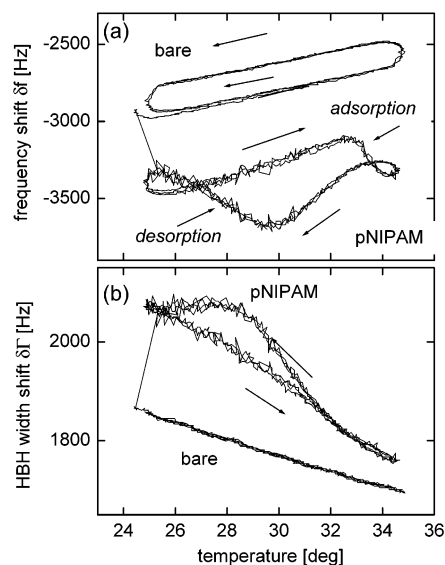 (a)
bare
adsorption
desorption
pNIPAM
-2500
-3000
-3500
frequency shift δf [Hz]
(b)
pNIPAM
bare
2000
1800
HBH width shift δΓ [Hz]
24 26 28 30 32 34 36
temperature [deg]